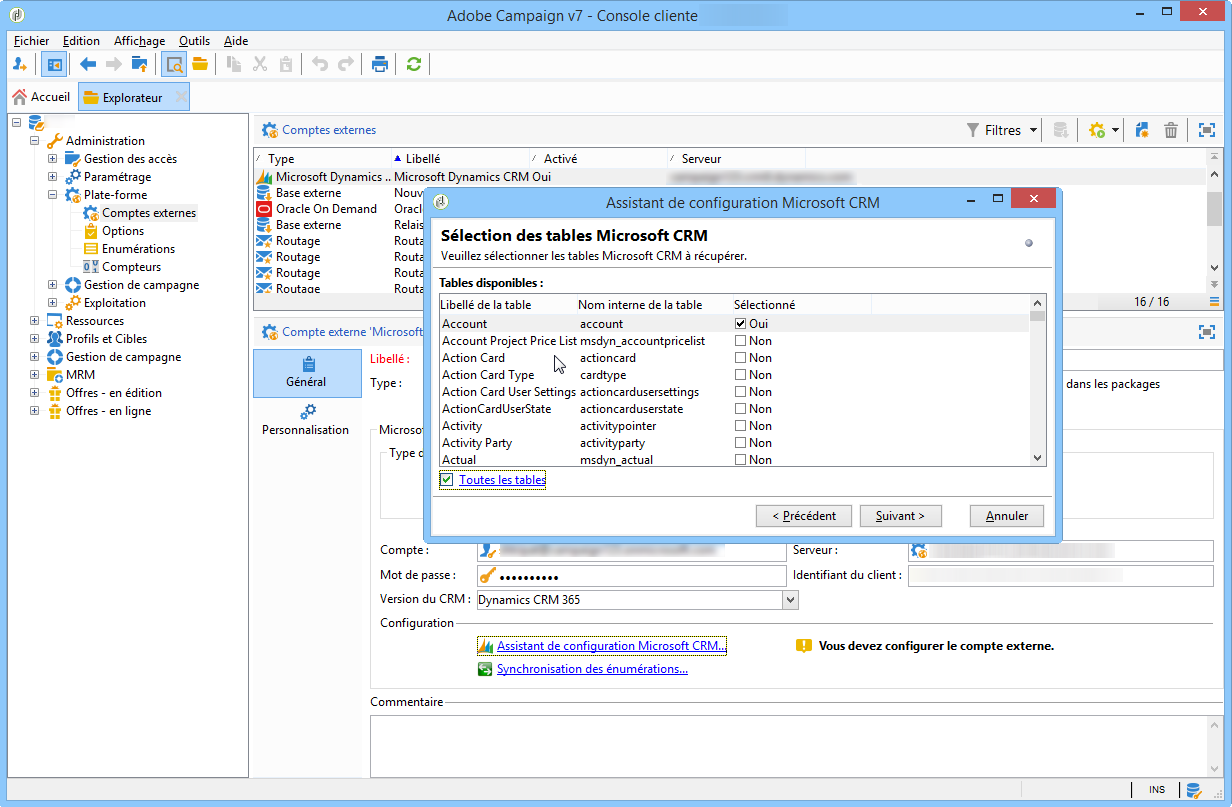 Adobe Campaign v7 - Console cliente
Fichier Edition Affichage Outils Aide
Accueil Explorateur
Administration
Gestion des accès
Paramétrage
Plate-forme
Comptes externes
Options
Enumérations
Compteurs
Gestion de campagne
Exploitation
Ressources
Profils et Cibles
Gestion de campagne
MRM
Offres - en édition
Offres - en ligne
Comptes externes Filtres
Type Libellé Activé Serveur
Microsoft Dynamics .. Microsoft Dynamics CRM Oui
Base externe Nouv
Oracle On Demand Oracl
Base externe Relais
Routage Routa
Routage Routa
Routage Routa
Routage Routa
16 / 16
Compte externe 'Microsoft
Général
Personnalisation
Libellé :
Type :
dans les packages
Microso
Type d
Assistant de configuration Microsoft CRM
Sélection des tables Microsoft CRM
Veuillez sélectionner les tables Microsoft CRM à récupérer.
Tables disponibles :
Libellé de la table Nom interne de la table Sélectionné
Account account Oui
Account Project Price List msdyn_accountpricelist Non
Action Card actioncard Non
Action Card Type cardtype Non
Action Card User Settings actioncardusersettings Non
ActionCardUserState actioncarduserstate Non
Activity activitypointer Non
Activity Party activityparty Non
Actual msdyn_actual Non
Toutes les tables
< Précédent Suivant > Annuler
Compte : Serveur :
Mot de passe : •••••••••• Identifiant du client :
Version du CRM : Dynamics CRM 365
Configuration
Assistant de configuration Microsoft CRM... Vous devez configurer le compte externe.
Synchronisation des énumérations...
Commentaire
INS